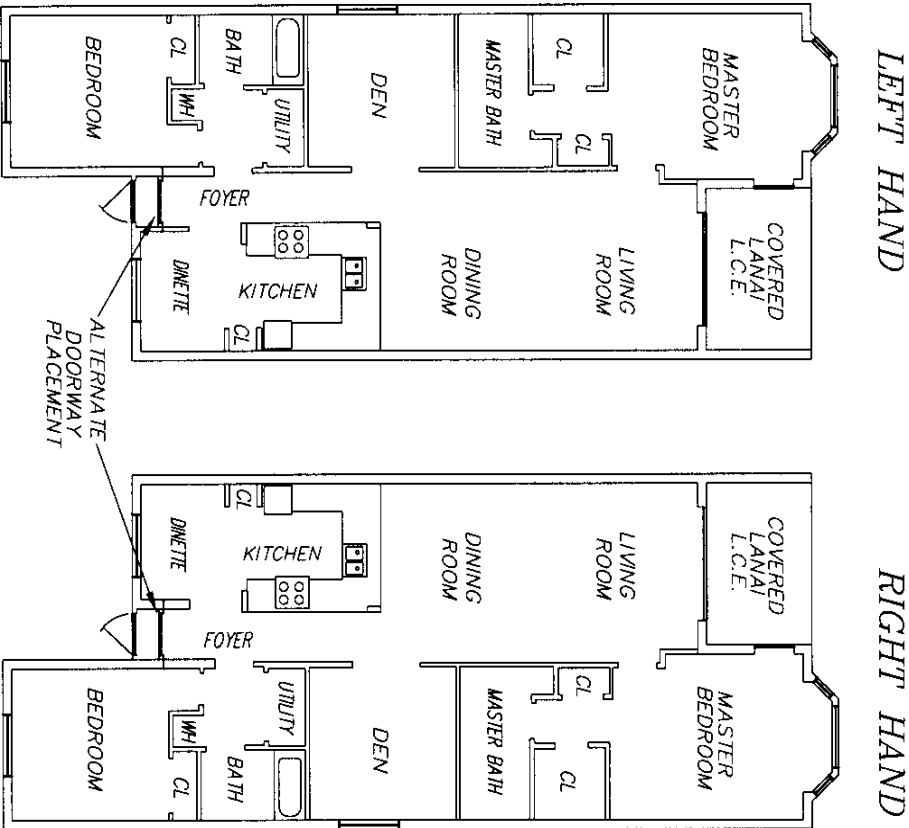 LEFT HAND
MASTER
BEDROOM
COVERED
LANAI
L.C.E.
CL
CL
MASTER BATH
LIVING
ROOM
DINING
ROOM
DEN
UTILITY
BATH
KITCHEN
CL
WH
CL
FOYER
DINETTE
BEDROOM
ALTERNATE
DOORWAY
PLACEMENT
RIGHT HAND
COVERED
LANAI
L.C.E.
MASTER
BEDROOM
LIVING
ROOM
CL
CL
MASTER BATH
DINING
ROOM
DEN
KITCHEN
UTILITY
BATH
CL
WH
CL
DINETTE
FOYER
BEDROOM